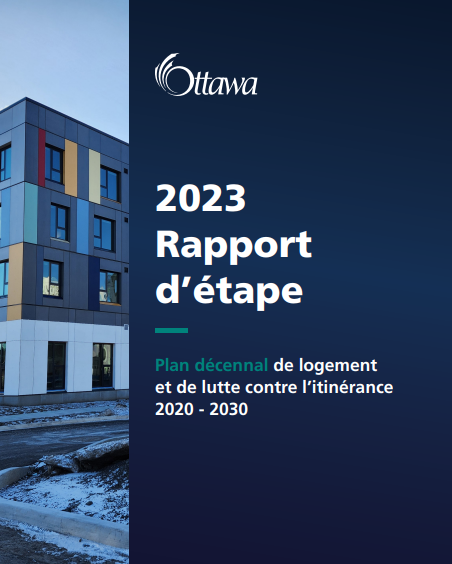 Ottawa
2023
Rapport
d’étape
Plan décennal de logement
et de lutte contre l’itinérance
2020 - 2030